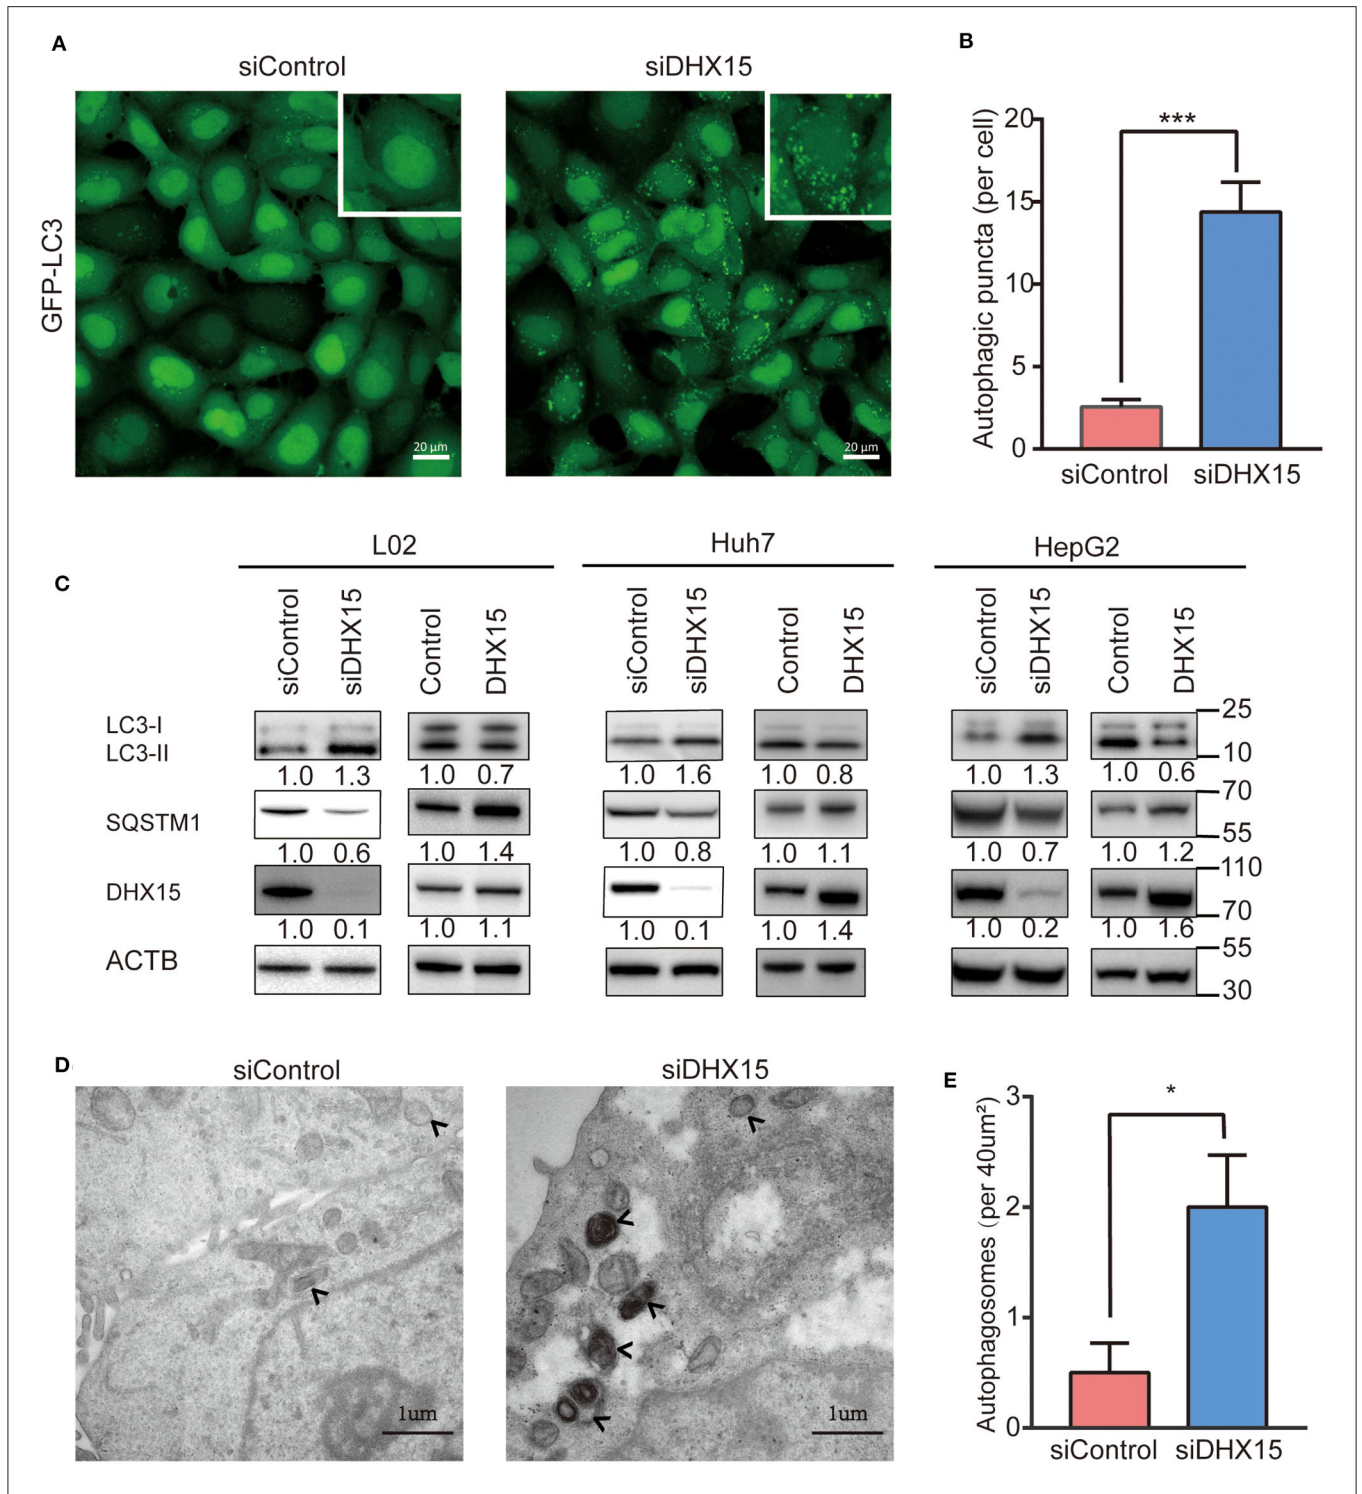 A
siControl
siDHX15
GFP-LC3
20 µm
20 µm
B
Autophagic puncta (per cell)
20
15
10
5
0
***
siControl
siDHX15
C
L02
Huh7
HepG2
siControl
siDHX15
Control
DHX15
siControl
siDHX15
Control
DHX15
siControl
siDHX15
Control
DHX15
LC3-I
LC3-II
25
10
1.0 1.3 1.0 0.7 1.0 1.6 1.0 0.8 1.0 1.3 1.0 0.6
SQSTM1
70
55
1.0 0.6 1.0 1.4 1.0 0.8 1.0 1.1 1.0 0.7 1.0 1.2
DHX15
110
70
1.0 0.1 1.0 1.1 1.0 0.1 1.0 1.4 1.0 0.2 1.0 1.6
ACTB
55
30
D
siControl
siDHX15
1um
1um
E
Autophagosomes (per 40um²)
3
2
1
0
*
siControl
siDHX15